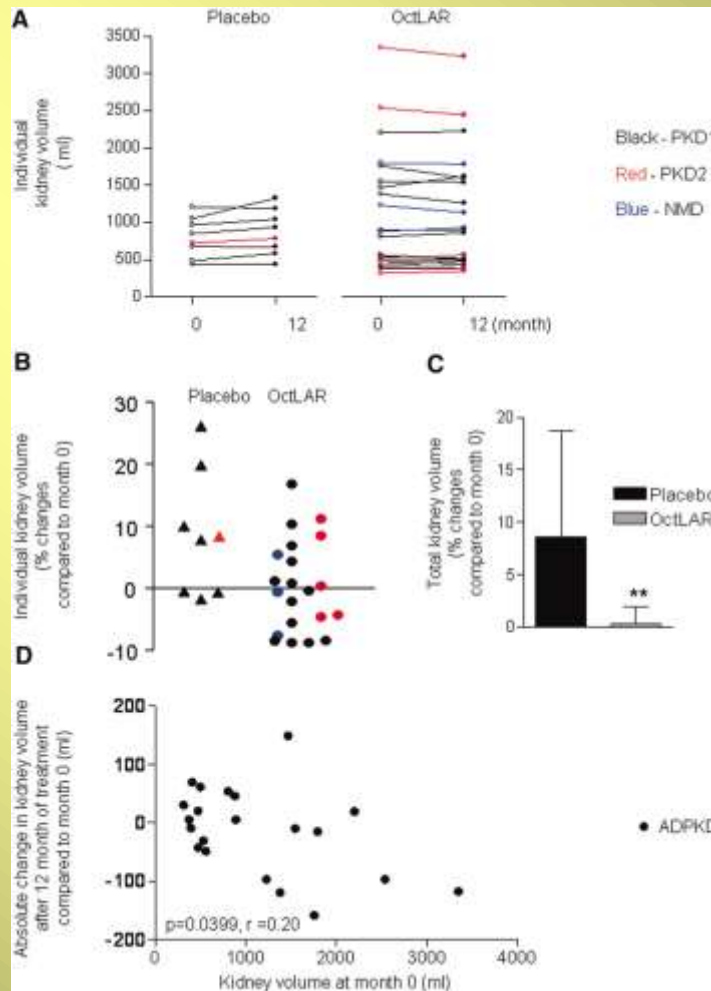 A
Placebo
OctLAR
3500
3000
2500
2000
1500
1000
500
0
Individual
kidney volume
( ml)
0
12
0
12 (month)
Black - PKD1
Red - PKD2
Blue - NMD
B
Placebo
OctLAR
30
20
10
0
-10
Individual kidney volume
(% changes
compared to month 0)
C
20
15
10
5
0
Total kidney volume
(% changes
compared to month 0)
**
Placebo
OctLAR
D
200
100
0
-100
-200
Absolute change in kidney volume
after 12 month of treatment
compared to month 0 (ml)
p=0.0399, r =0.20
ADPKD
0
1000
2000
3000
4000
Kidney volume at month 0 (ml)